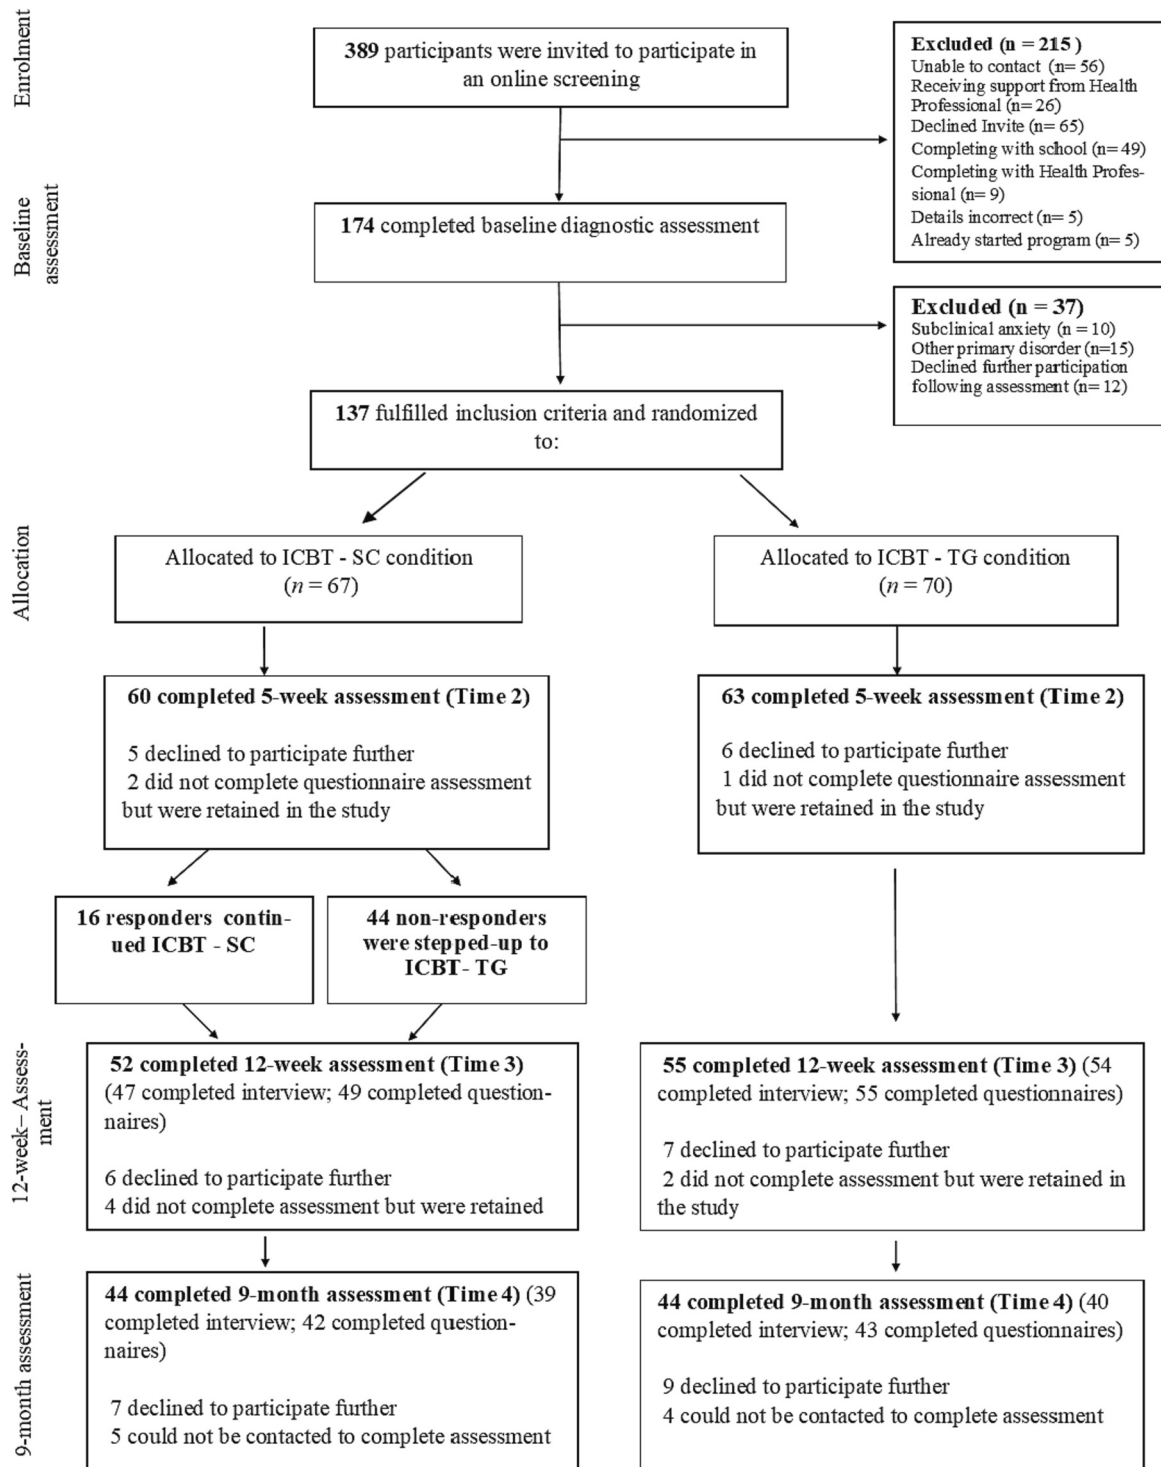 Enrolment
389 participants were invited to participate in
an online screening
Excluded (n = 215 )
Unable to contact (n= 56)
Receiving support from Health
Professional (n= 26)
Declined Invite (n= 65)
Completing with school (n= 49)
Completing with Health Profes-
sional (n= 9)
Details incorrect (n= 5)
Already started program (n= 5)
Baseline
assessment
174 completed baseline diagnostic assessment
Excluded (n = 37)
Subclinical anxiety (n = 10)
Other primary disorder (n=15)
Declined further participation
following assessment (n= 12)
137 fulfilled inclusion criteria and randomized
to:
Allocation
Allocated to ICBT - SC condition
(n = 67)
Allocated to ICBT - TG condition
(n = 70)
60 completed 5-week assessment (Time 2)
5 declined to participate further
2 did not complete questionnaire assessment
but were retained in the study
63 completed 5-week assessment (Time 2)
6 declined to participate further
1 did not complete questionnaire assessment
but were retained in the study
16 responders contin-
ued ICBT - SC
44 non-responders
were stepped-up to
ICBT- TG
12-week– Assess-
ment
52 completed 12-week assessment (Time 3)
(47 completed interview; 49 completed question-
naires)
6 declined to participate further
4 did not complete assessment but were retained
55 completed 12-week assessment (Time 3) (54
completed interview; 55 completed questionnaires)
7 declined to participate further
2 did not complete assessment but were retained in
the study
9-month assessment
44 completed 9-month assessment (Time 4) (39
completed interview; 42 completed question-
naires)
7 declined to participate further
5 could not be contacted to complete assessment
44 completed 9-month assessment (Time 4) (40
completed interview; 43 completed questionnaires)
9 declined to participate further
4 could not be contacted to complete assessment